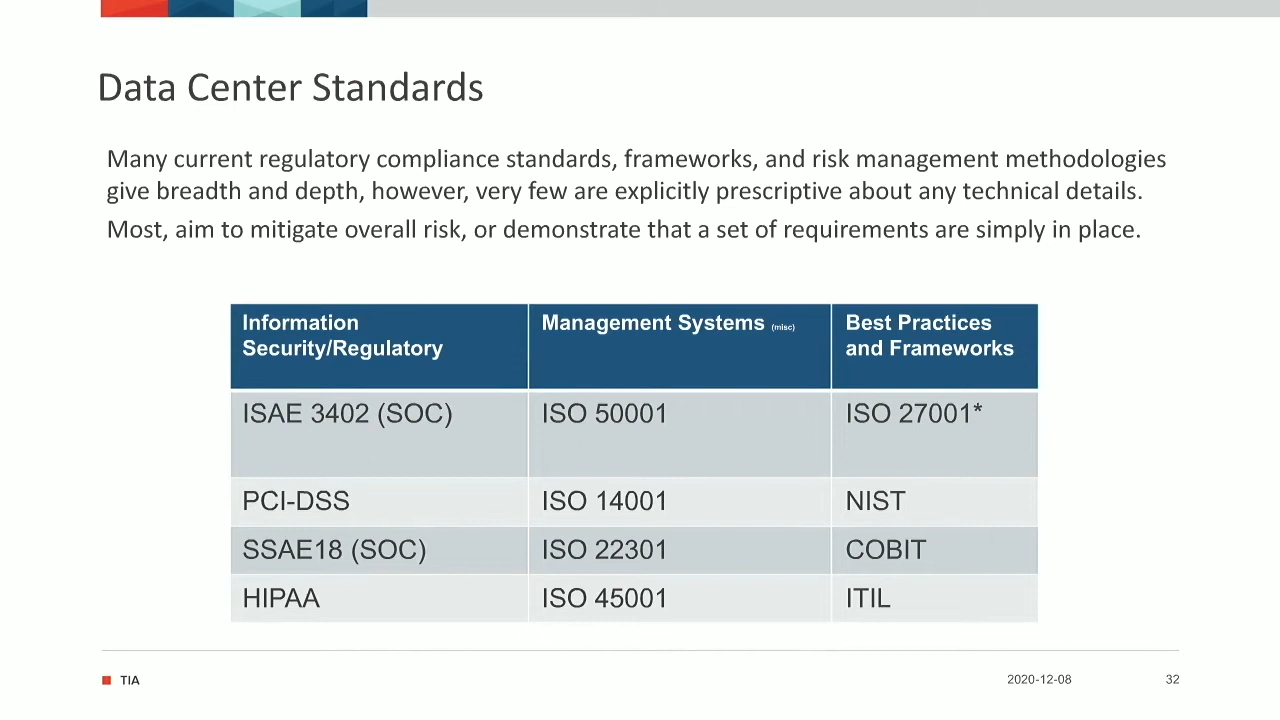 Data Center Standards
Many current regulatory compliance standards, frameworks, and risk management methodologies
give breadth and depth, however, very few are explicitly prescriptive about any technical details.
Most, aim to mitigate overall risk, or demonstrate that a set of requirements are simply in place.
Information
Security/Regulatory
Management Systems (misc)
Best Practices
and Frameworks
ISAE 3402 (SOC)
ISO 50001
ISO 27001*
PCI-DSS
ISO 14001
NIST
SSAE18 (SOC)
ISO 22301
COBIT
HIPAA
ISO 45001
ITIL
TIA
2020-12-08
32